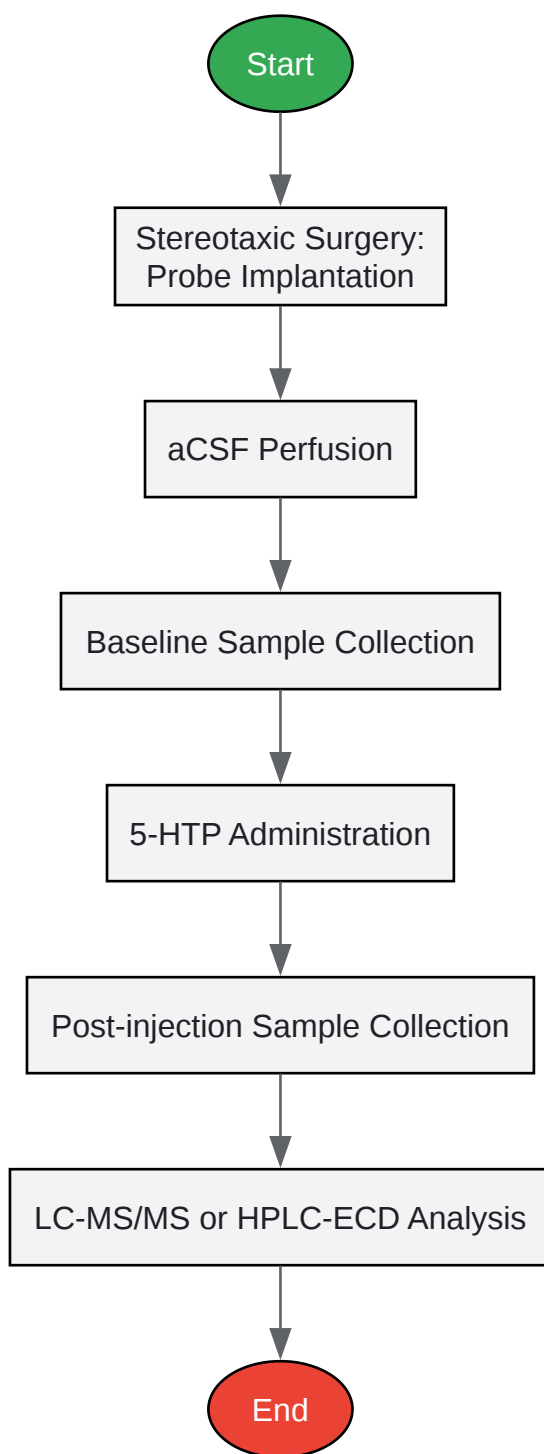 Start
Stereotaxic Surgery:
Probe Implantation
aCSF Perfusion
Baseline Sample Collection
5-HTP Administration
Post-injection Sample Collection
LC-MS/MS or HPLC-ECD Analysis
End